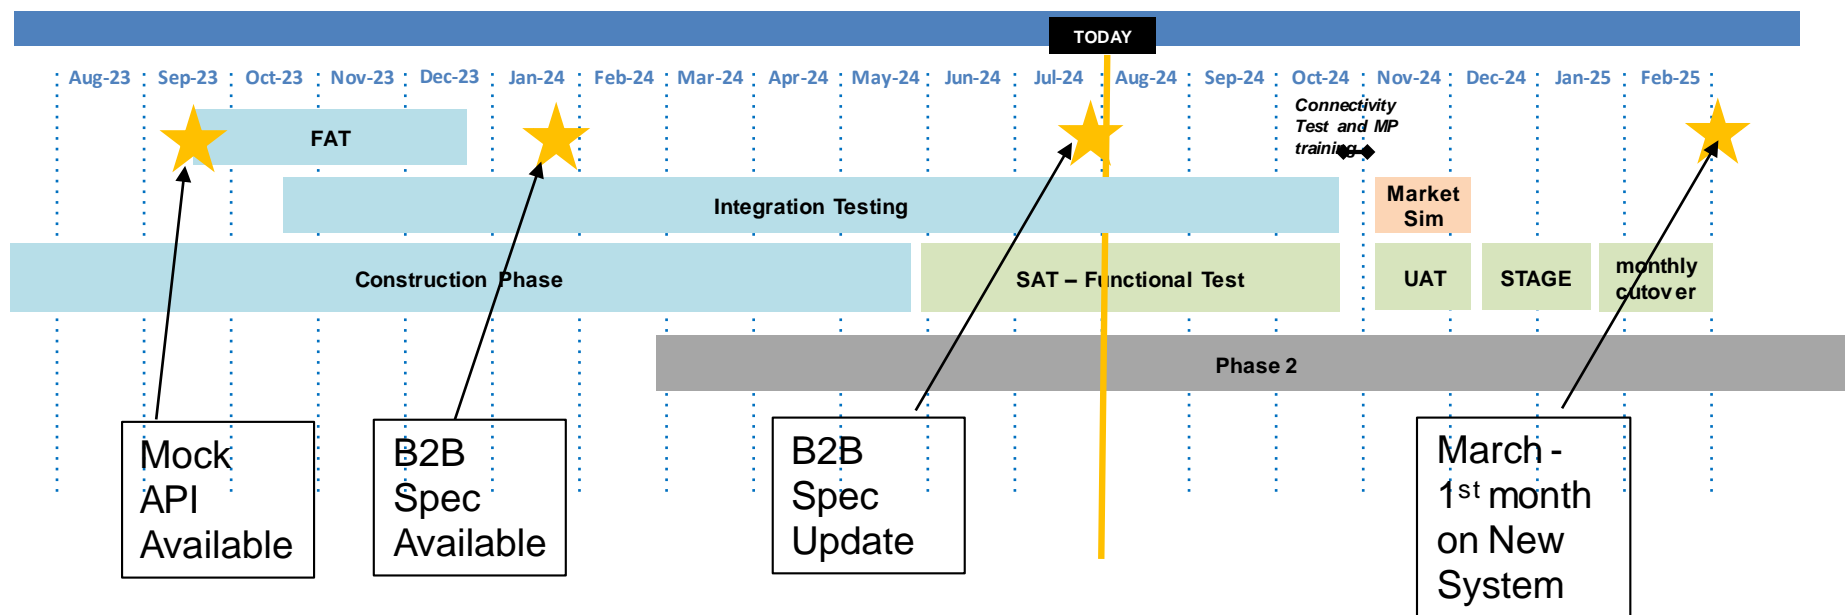 TODAY
Aug-23 Sep-23 Oct-23 Nov-23 Dec-23 Jan-24 Feb-24 Mar-24 Apr-24 May-24 Jun-24 Jul-24 Aug-24 Sep-24 Oct-24 Nov-24 Dec-24 Jan-25 Feb-25
Connectivity
Test and MP
training
FAT
Integration Testing
Market
Sim
Construction Phase
SAT – Functional Test
UAT
STAGE
monthly
cutover
Phase 2
Mock
API
Available
B2B
Spec
Available
B2B
Spec
Update
March -
1st month
on New
System